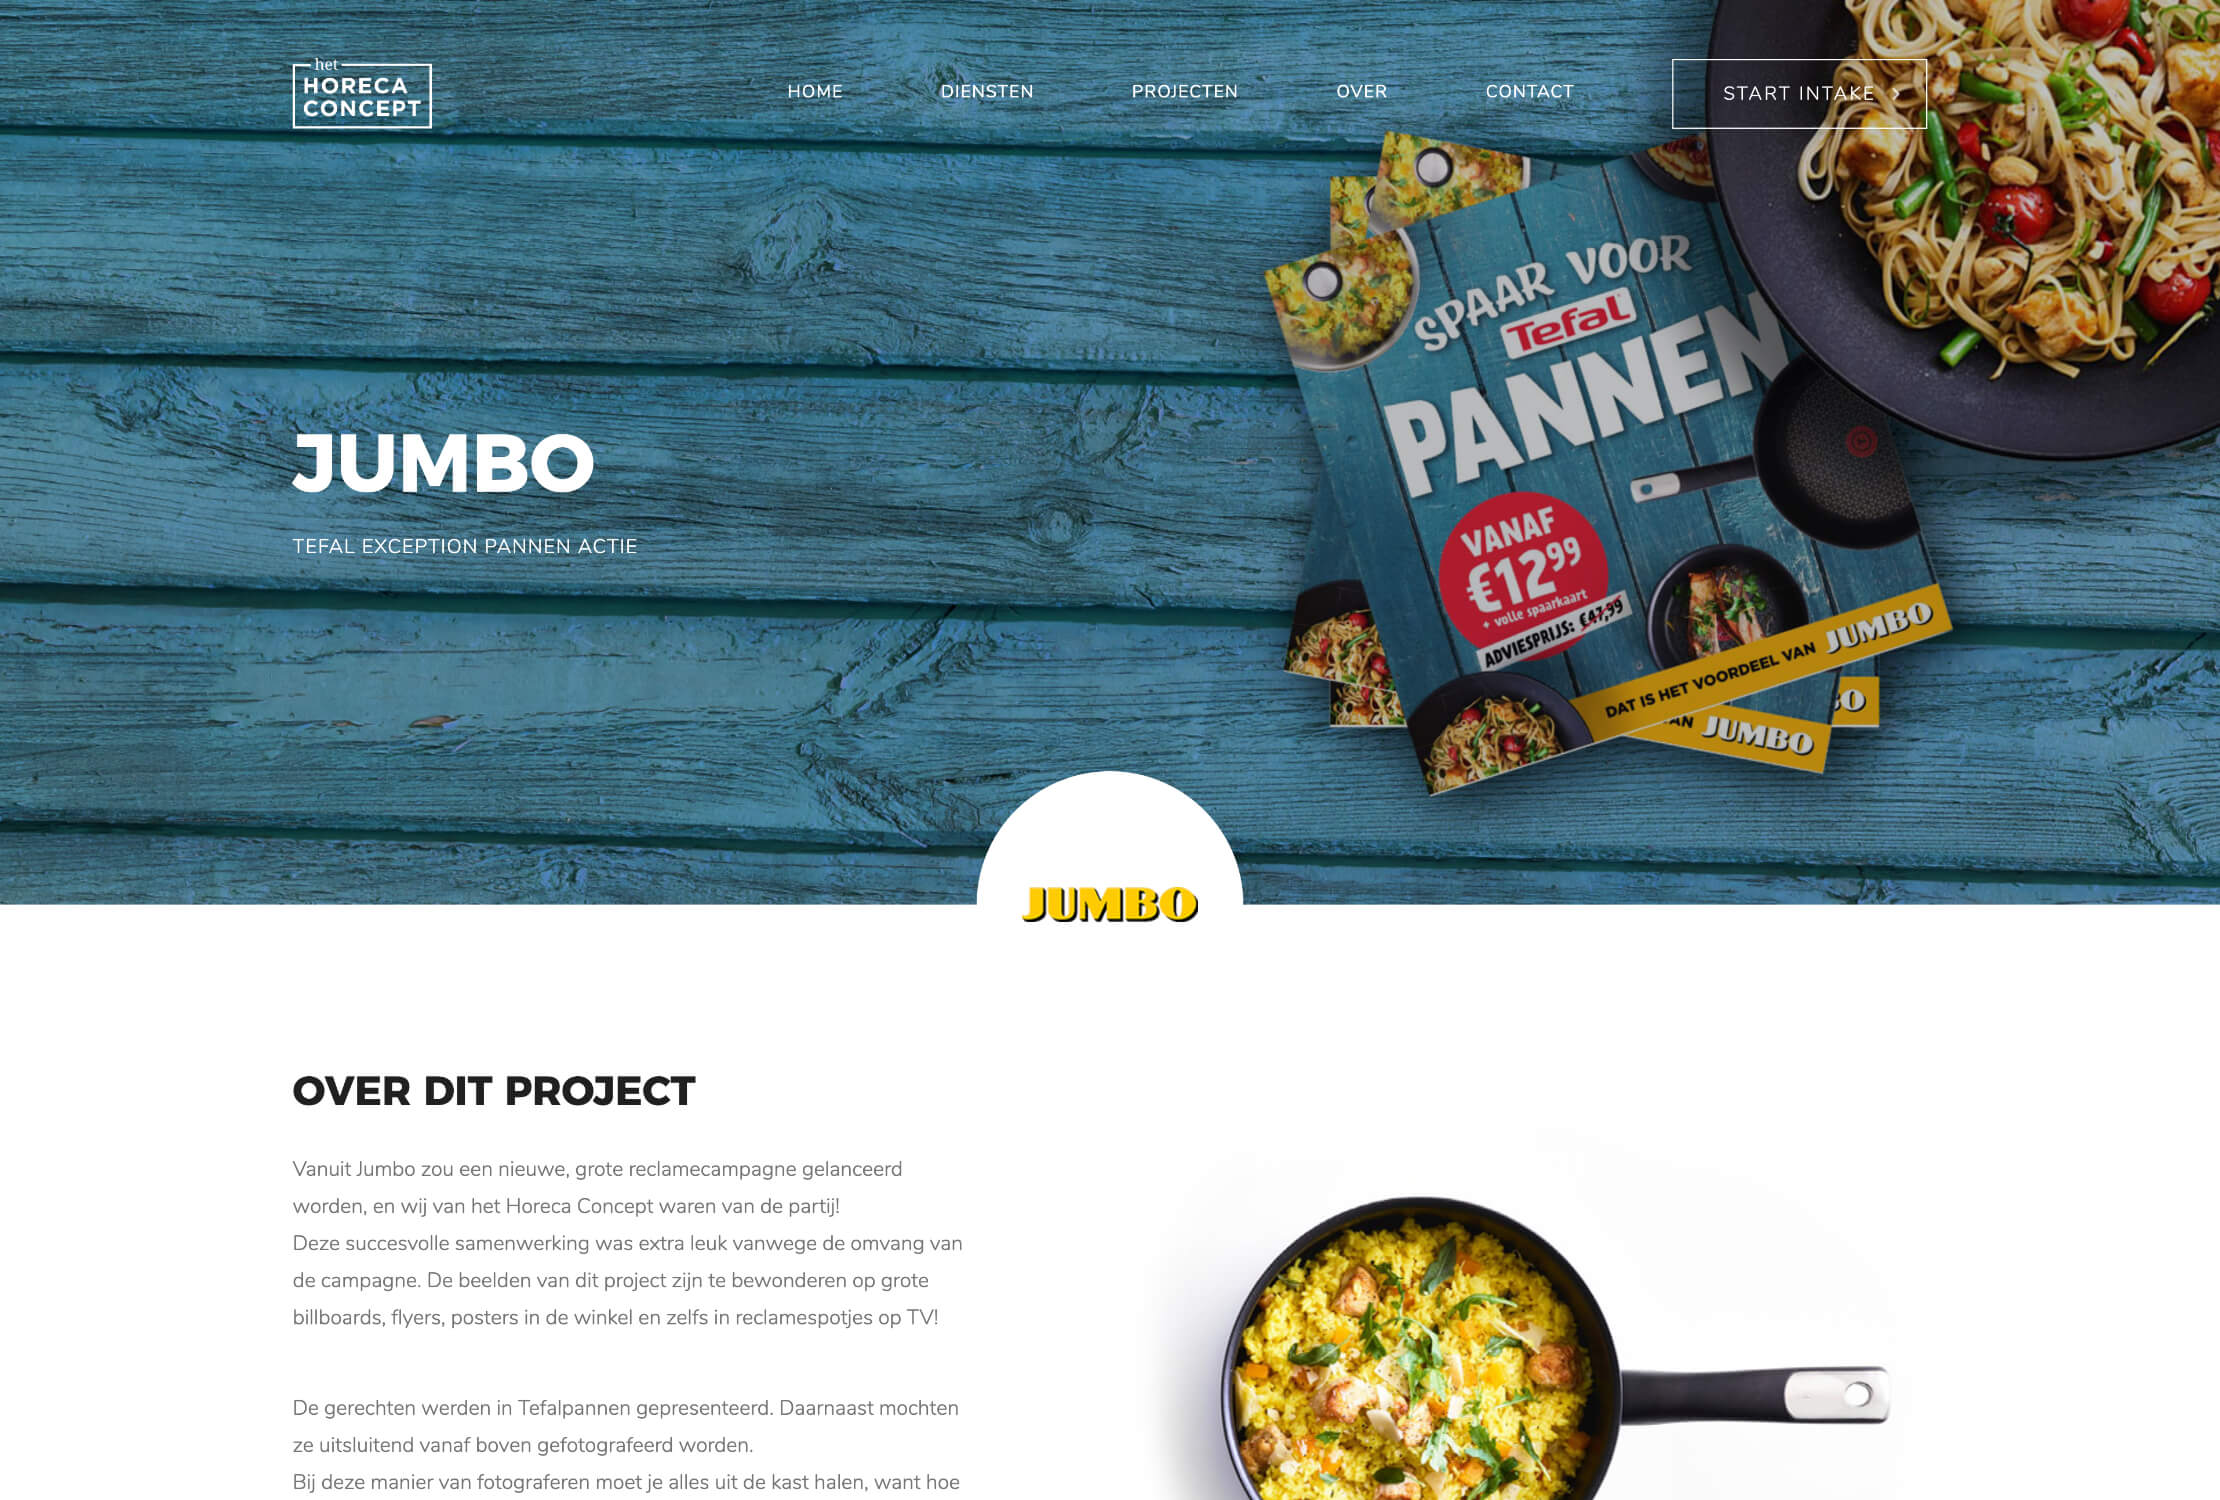 het
HORECA
CONCEPT
HOME
DIENSTEN
PROJECTEN
OVER
CONTACT
START INTAKE
SPAAR VOOR
Tefal
PANNEN
VANAF
€12⁹⁹
+ volle spaarkaart
ADVIESPRIJS: €47,99
DAT IS HET VOORDEEL VAN JUMBO
AN JUMBO
BO
JUMBO
TEFAL EXCEPTION PANNEN ACTIE
JUMBO
OVER DIT PROJECT
Vanuit Jumbo zou een nieuwe, grote reclamecampagne gelanceerd
worden, en wij van het Horeca Concept waren van de partij!
Deze succesvolle samenwerking was extra leuk vanwege de omvang van
de campagne. De beelden van dit project zijn te bewonderen op grote
billboards, flyers, posters in de winkel en zelfs in reclamespotjes op TV!
De gerechten werden in Tefalpannen gepresenteerd. Daarnaast mochten
ze uitsluitend vanaf boven gefotografeerd worden.
Bij deze manier van fotograferen moet je alles uit de kast halen, want hoe